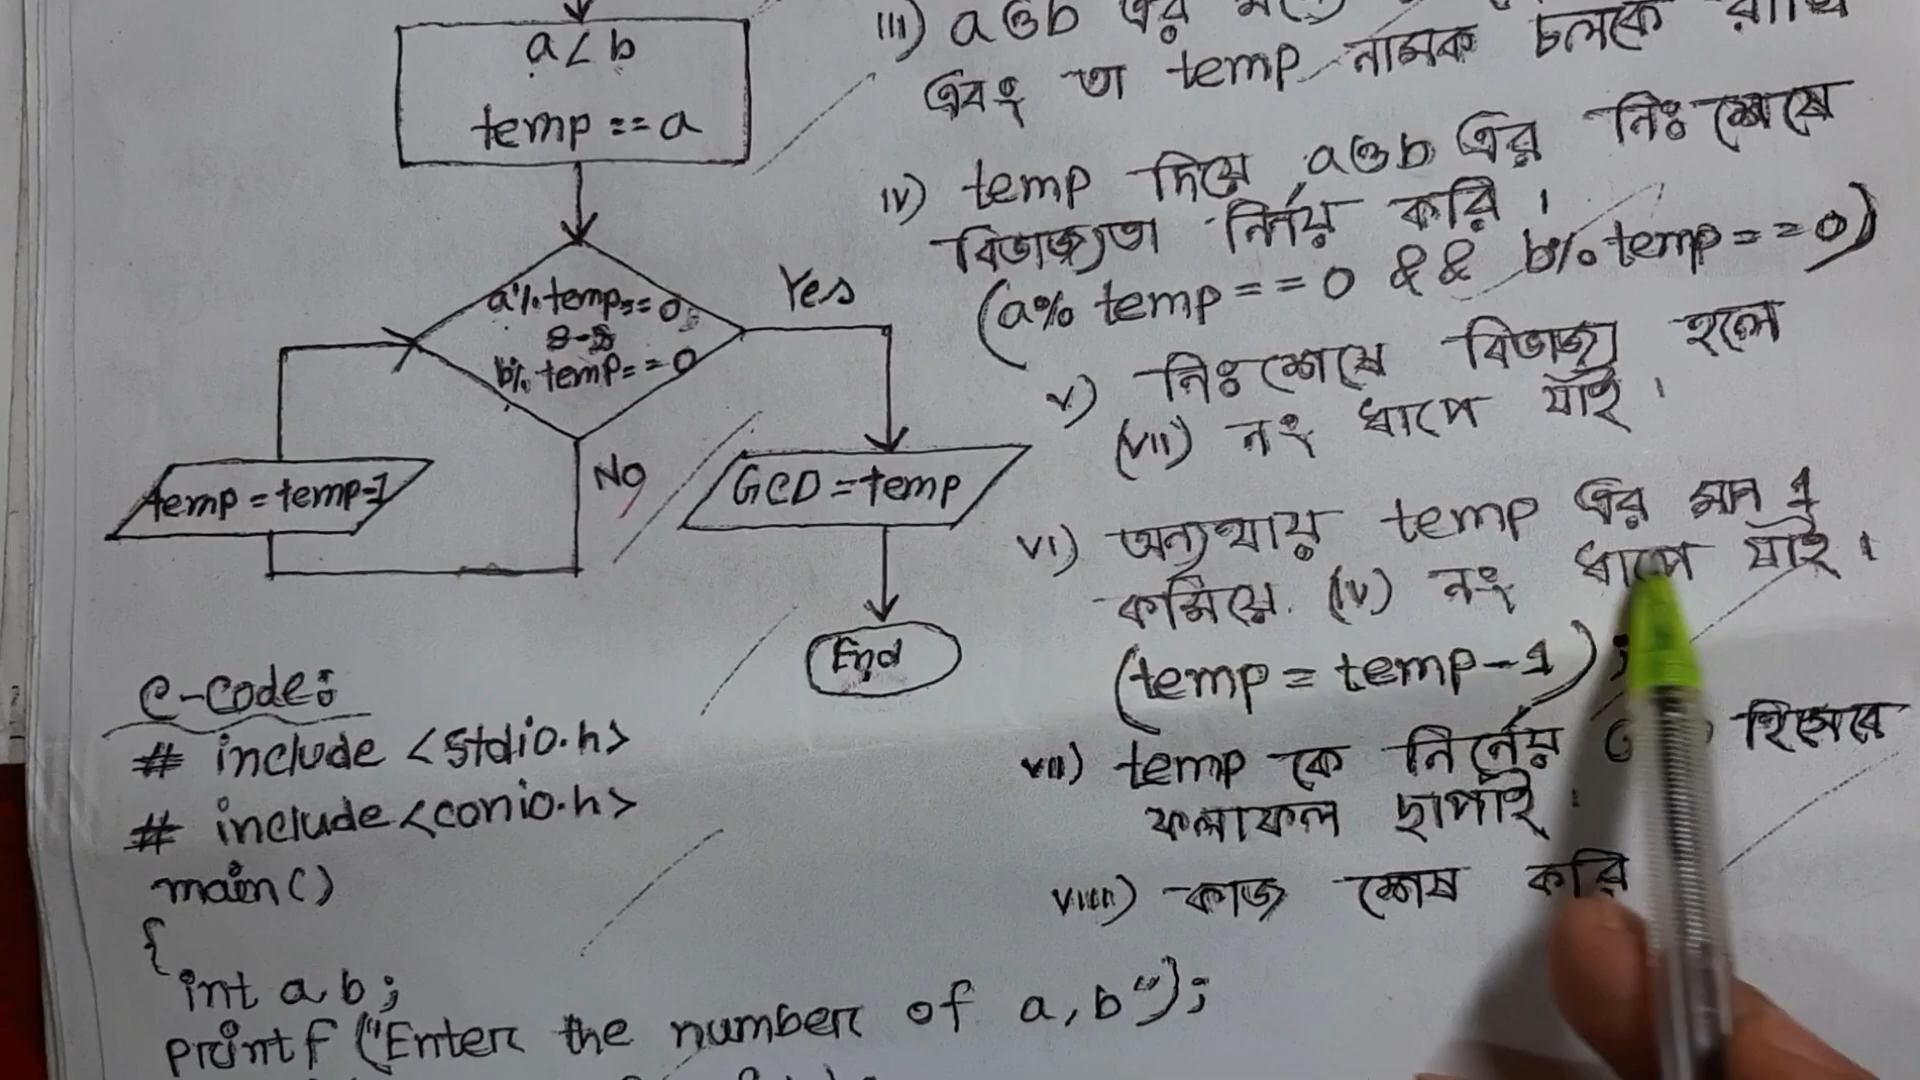 a < b
temp == a
a% temp == 0
&&
b% temp == 0
Yes
No
temp = temp-1
GCD = temp
End
iii) a ও b এর
এবং তা temp নামক চলকে রাখি
iv) temp দিয়ে a ও b এর নিঃশেষে
বিভাজ্যতা নির্নয় করি।
(a% temp == 0 && b% temp == 0)
v) নিঃশেষে বিভাজ্য হলে
(vii) নং ধাপে যাই।
vi) অন্যথায় temp এর মান 1
কমিয়ে (iv) নং ধাপে যাই।
(temp = temp-1);
vii) temp কে নির্নেয় হিসেবে
ফলাফল ছাপাই।
viii) কাজ শেষ করি
C-Code:
# include <stdio.h>
# include <conio.h>
main()
{
int a, b;
printf ("Enter the number of a, b");